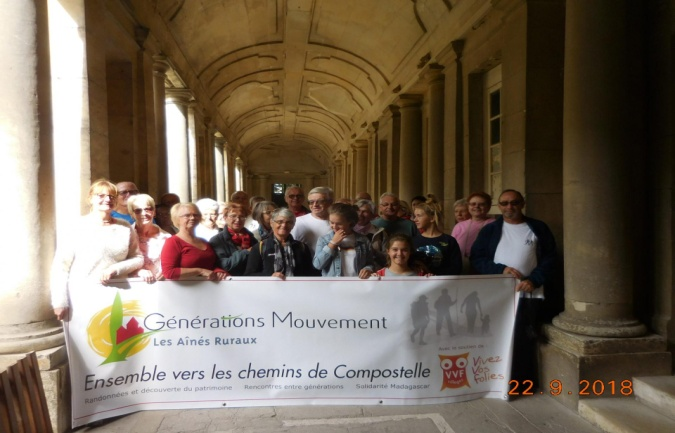 Générations Mouvement
Les Aînés Ruraux
Ensemble vers les chemins de Compostelle
Randonnées et découverte du patrimoine Rencontres entre générations Solidarité Madagascar
VVF
Vivez
Vos
Folies
22.9.2018